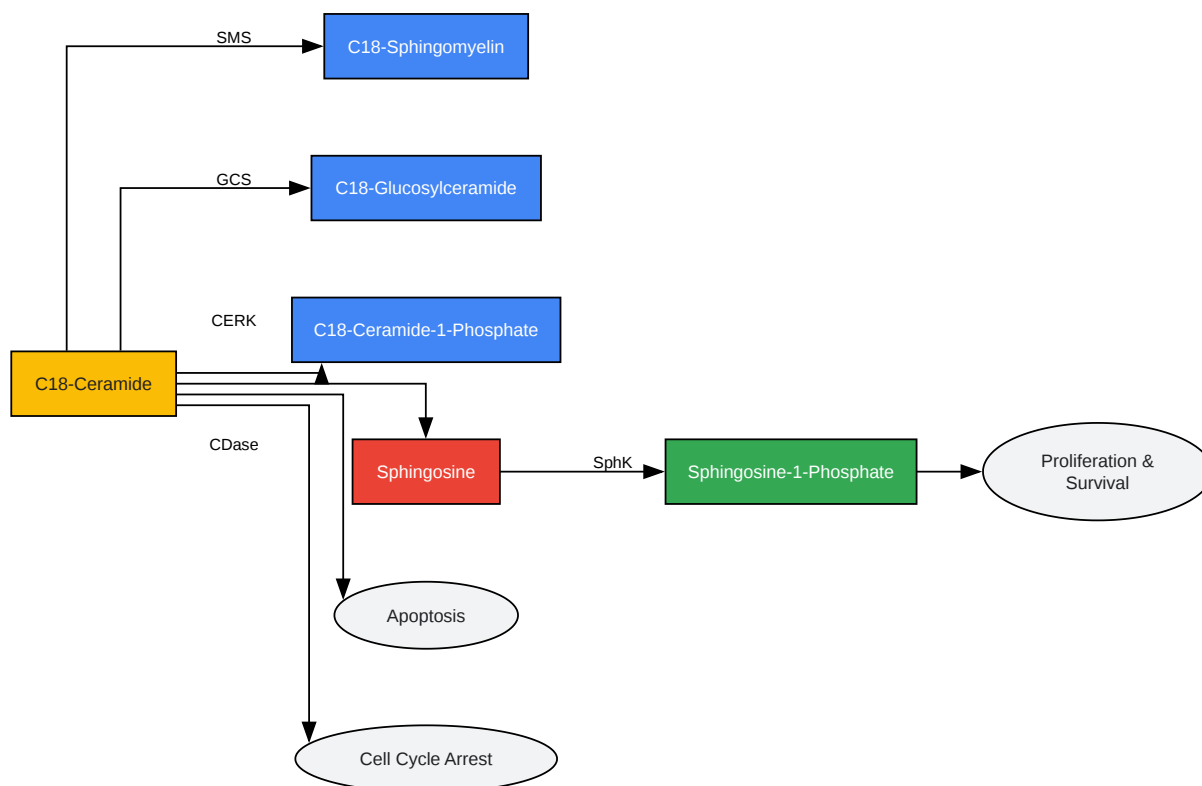 SMS
C18-Sphingomyelin
GCS
C18-Glucosylceramide
CERK
C18-Ceramide-1-Phosphate
C18-Ceramide
CDase
Sphingosine
SphK
Sphingosine-1-Phosphate
Proliferation &
Survival
Apoptosis
Cell Cycle Arrest